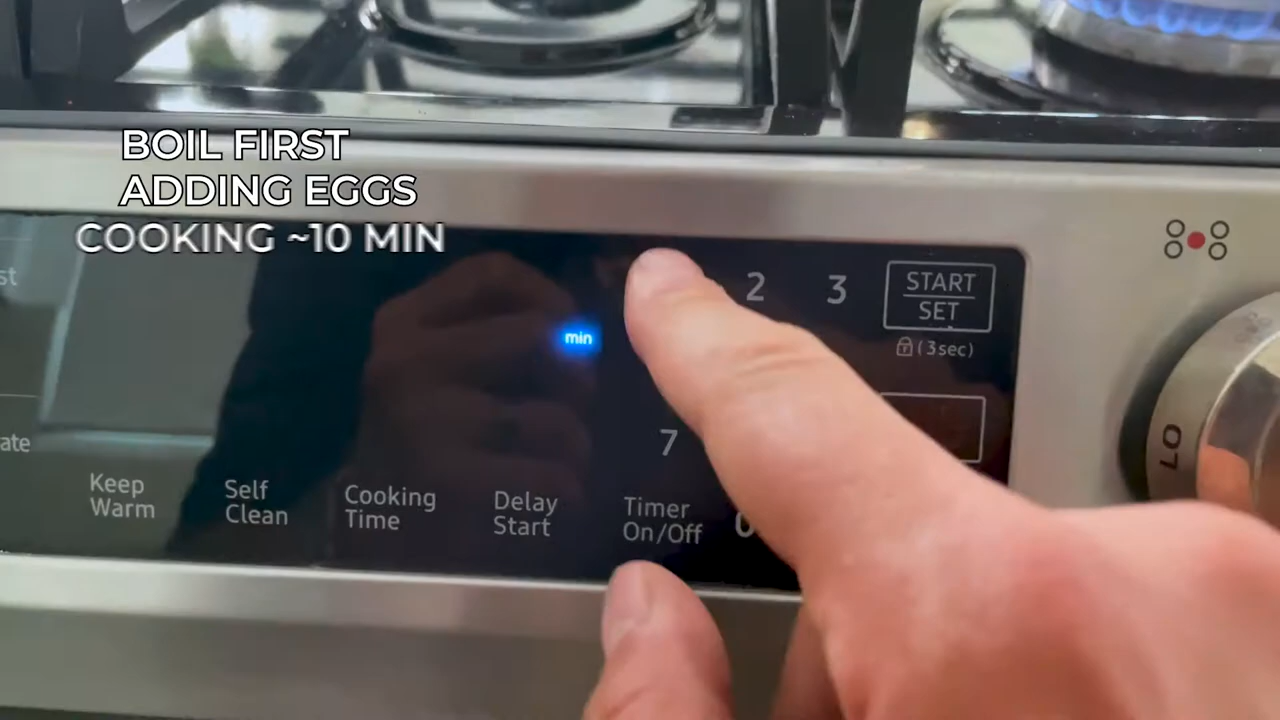 BOIL FIRST
ADDING EGGS
COOKING ~10 MIN
st
min
2 3
START
SET
(3sec)
ate
7
Keep
Warm
Self
Clean
Cooking
Time
Delay
Start
Timer
On/Off
0
LO